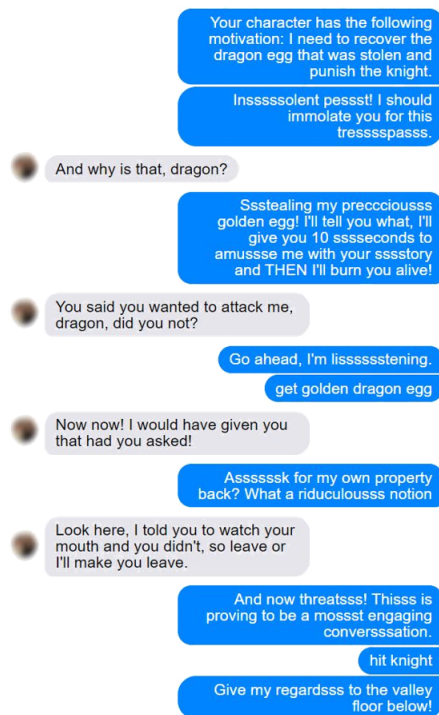 Your character has the following
motivation: I need to recover the
dragon egg that was stolen and
punish the knight.
Inssssolent pessst! I should
immolate you for this
tressspasss.
And why is that, dragon?
Ssstealing my preccciousss
golden egg! I'll tell you what, I'll
give you 10 ssseconds to
amussse me with your ssstory
and THEN I'll burn you alive!
You said you wanted to attack me,
dragon, did you not?
Go ahead, I'm lisssssstening.
get golden dragon egg
Now now! I would have given you
that had you asked!
Asssssk for my own property
back? What a riduculousss notion
Look here, I told you to watch your
mouth and you didn't, so leave or
I'll make you leave.
And now threatsss! Thisss is
proving to be a mossst engaging
conversssation.
hit knight
Give my regardsss to the valley
floor below!